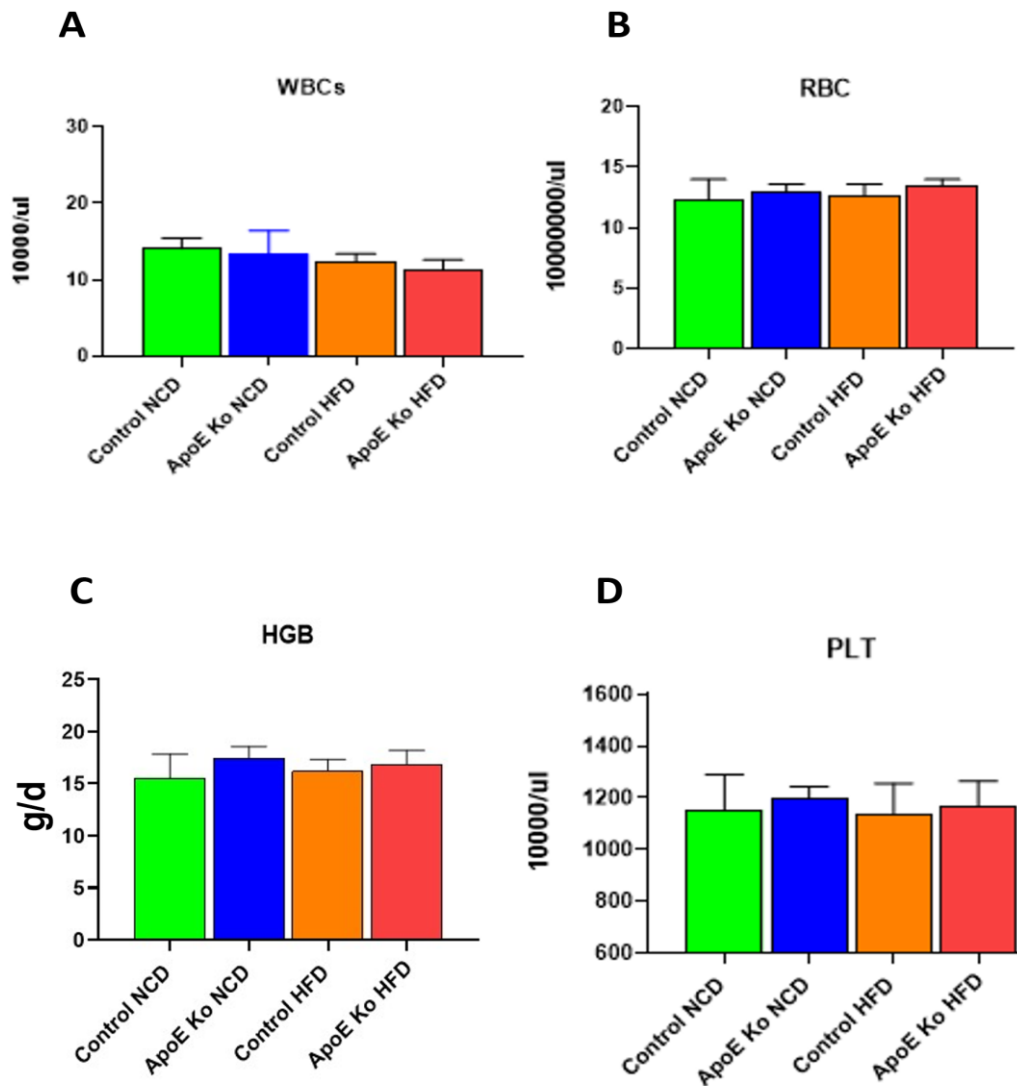 A
WBCs
10000/ul
30
20
10
0
Control NCD
ApoE Ko NCD
Control HFD
ApoE Ko HFD
B
RBC
10000000/ul
20
15
10
5
0
Control NCD
ApoE Ko NCD
Control HFD
ApoE Ko HFD
C
HGB
g/d
25
20
15
10
5
0
Control NCD
ApoE Ko NCD
Control HFD
ApoE Ko HFD
D
PLT
10000/ul
1600
1400
1200
1000
800
600
Control NCD
ApoE Ko NCD
Control HFD
ApoE Ko HFD